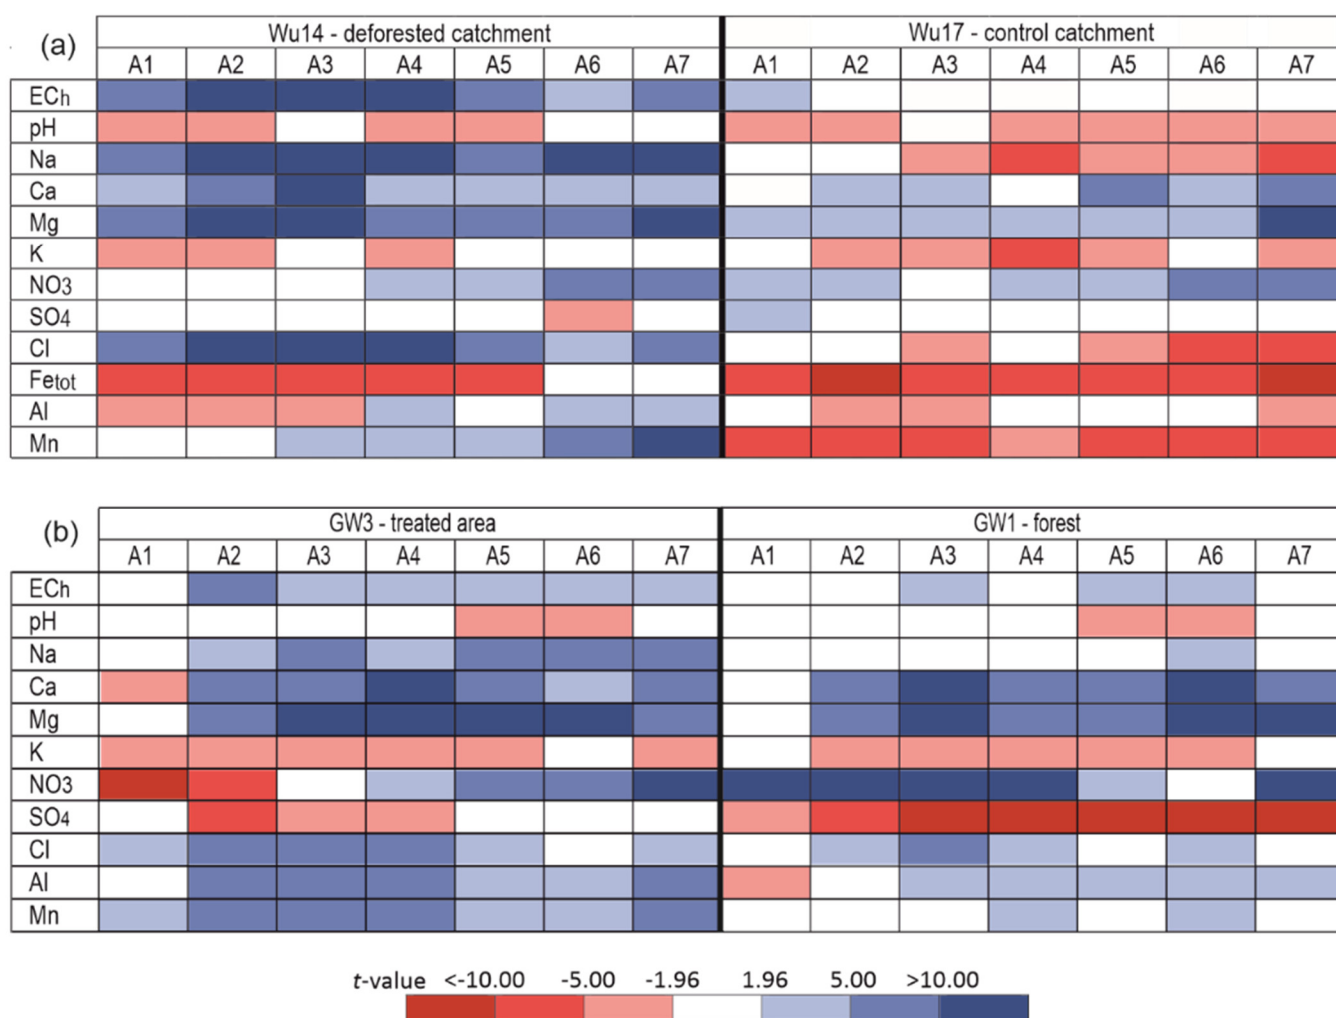 (a)
Wu14 - deforested catchment Wu17 - control catchment
A1 A2 A3 A4 A5 A6 A7 A1 A2 A3 A4 A5 A6 A7
ECh
pH
Na
Ca
Mg
K
NO3
SO4
Cl
Fetot
Al
Mn
(b)
GW3 - treated area GW1 - forest
A1 A2 A3 A4 A5 A6 A7 A1 A2 A3 A4 A5 A6 A7
ECh
pH
Na
Ca
Mg
K
NO3
SO4
Cl
Al
Mn
t-value <-10.00 -5.00 -1.96 1.96 5.00 >10.00